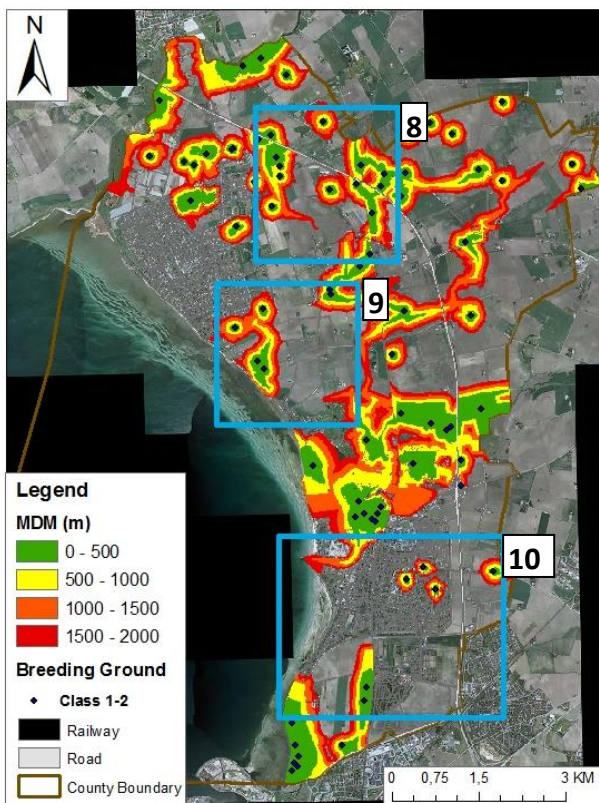 N
8
9
10
Legend
MDM (m)
0 - 500
500 - 1000
1000 - 1500
1500 - 2000
Breeding Ground
Class 1-2
Railway
Road
County Boundary
0 0,75 1,5 3 KM